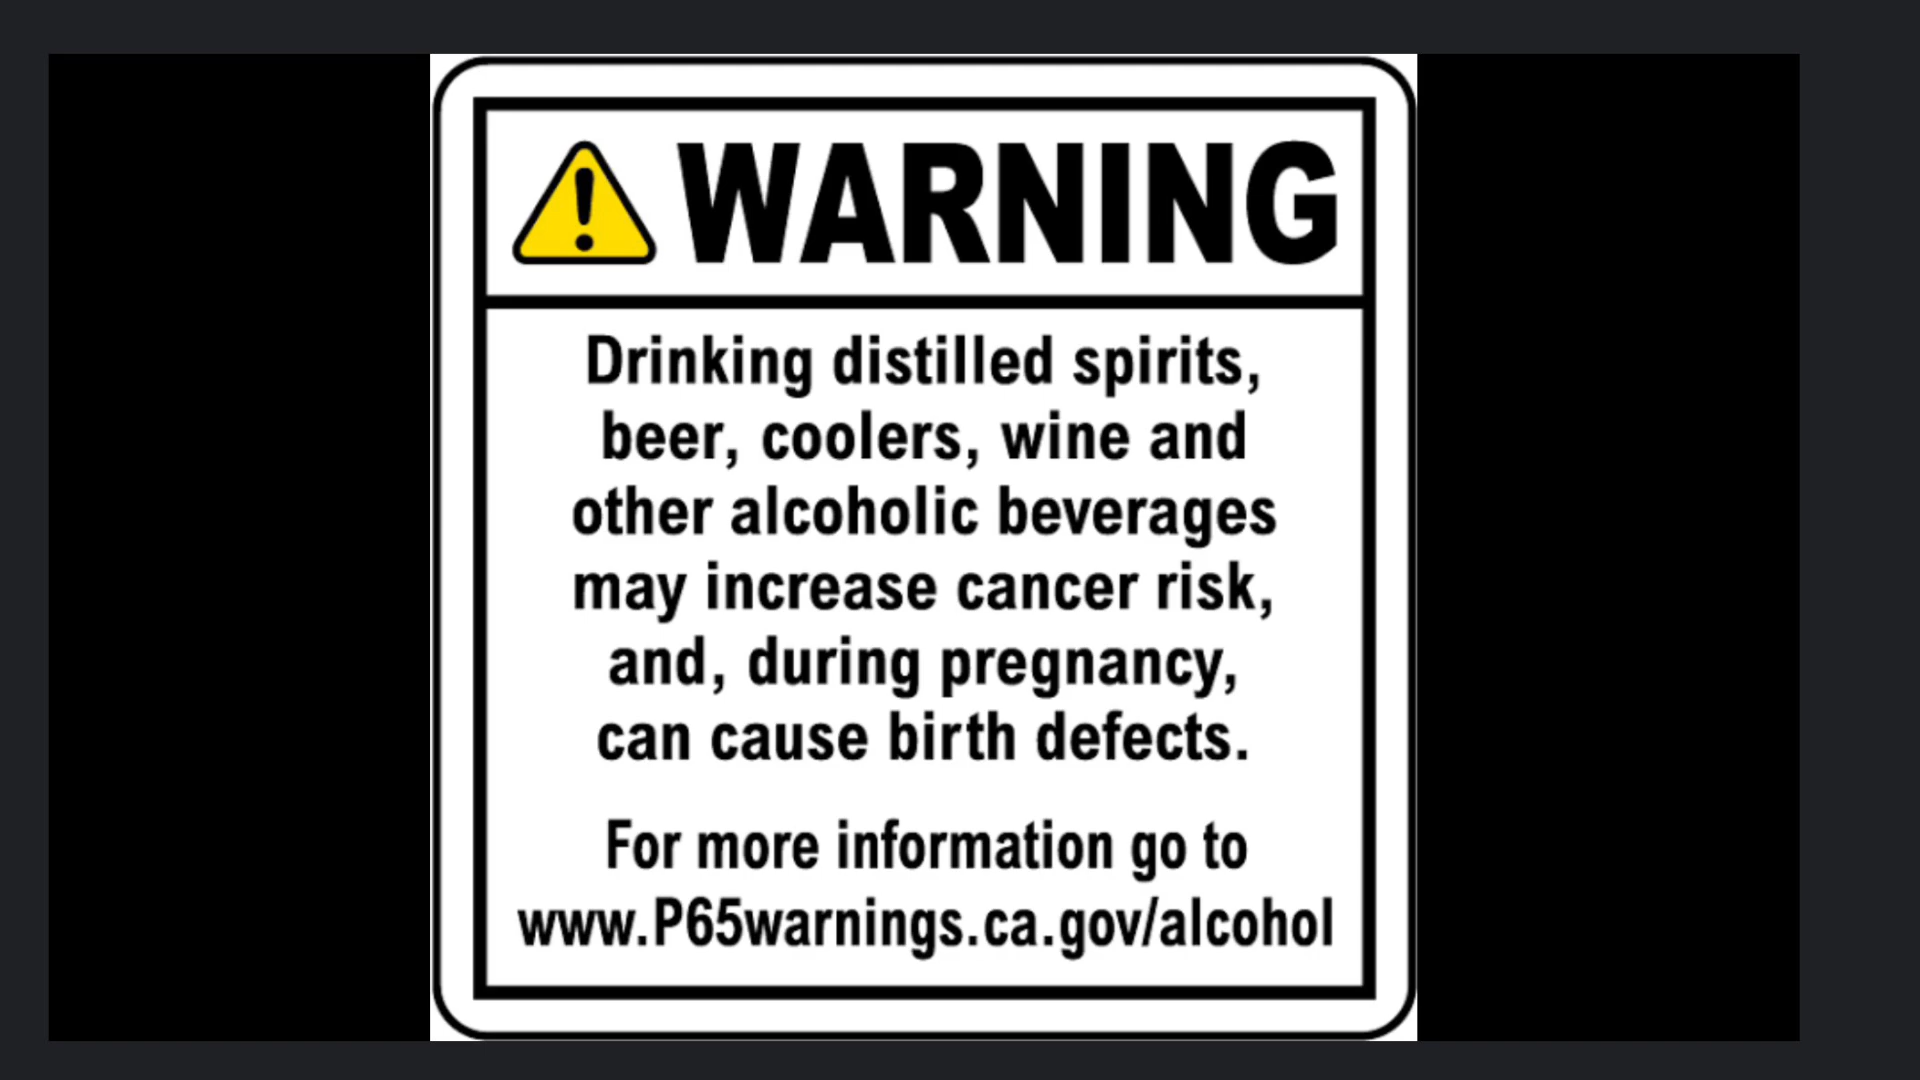 WARNING
Drinking distilled spirits,
beer, coolers, wine and
other alcoholic beverages
may increase cancer risk,
and, during pregnancy,
can cause birth defects.
For more information go to
www.P65warnings.ca.gov/alcohol